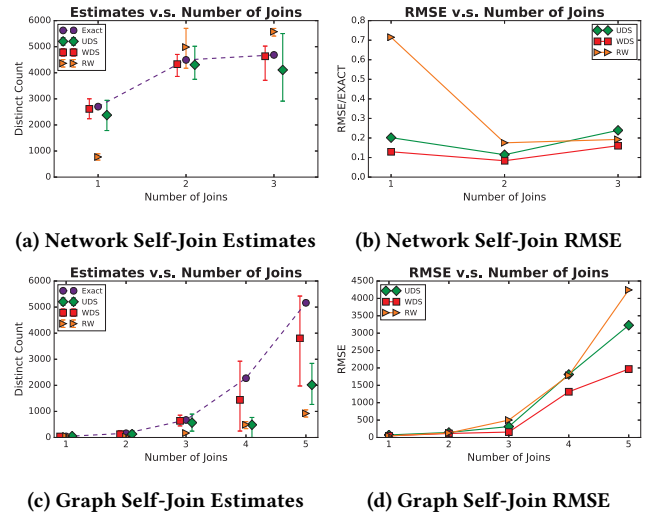 Estimates v.s. Number of Joins
6000
5000
4000
3000
2000
1000
0
Distinct Count
Exact
UDS
WDS
RW
1 2 3
Number of Joins
(a) Network Self-Join Estimates
RMSE v.s. Number of Joins
0.8
0.7
0.6
0.5
0.4
0.3
0.2
0.1
0.0
RMSE/EXACT
UDS
WDS
RW
1 2 3
Number of Joins
(b) Network Self-Join RMSE
Estimates v.s. Number of Joins
6000
5000
4000
3000
2000
1000
0
Distinct Count
Exact
UDS
WDS
RW
1 2 3 4 5
Number of Joins
(c) Graph Self-Join Estimates
RMSE v.s. Number of Joins
4500
4000
3500
3000
2500
2000
1500
1000
500
0
RMSE
UDS
WDS
RW
1 2 3 4 5
Number of Joins
(d) Graph Self-Join RMSE